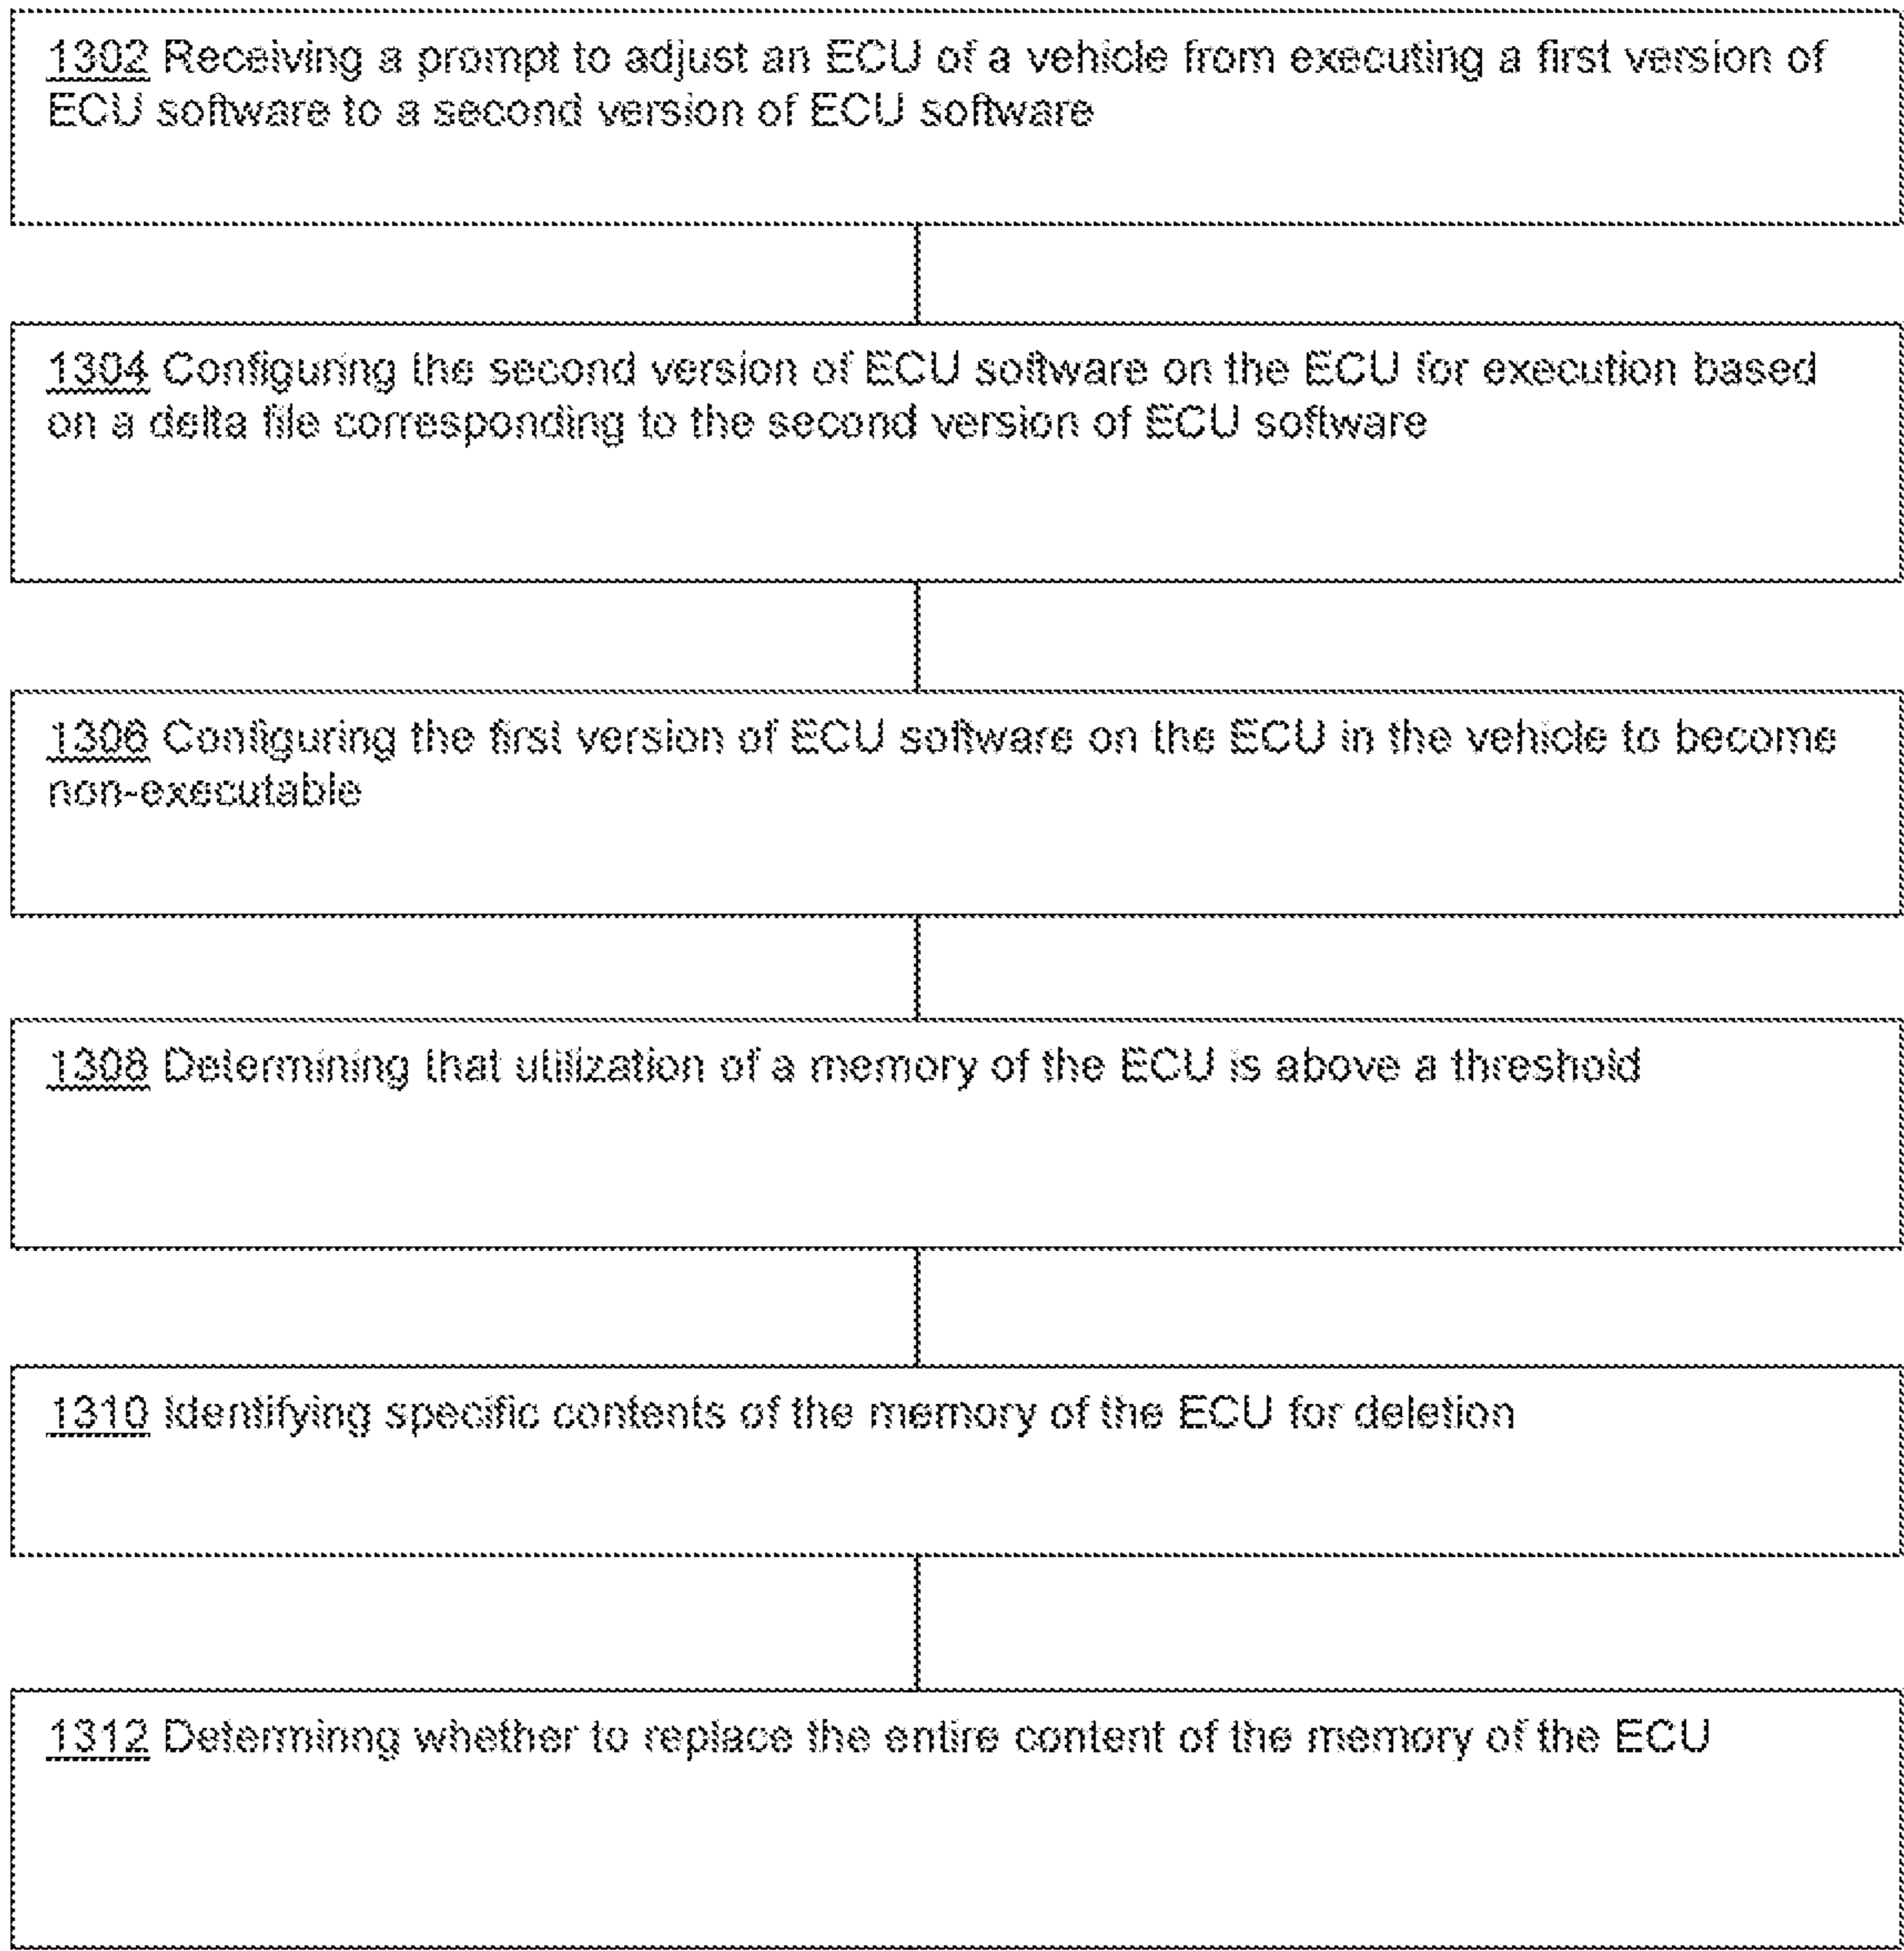 1302 Receiving a prompt to adjust an ECU of a vehicle from executing a first version of
ECU software to a second version of ECU software
1304 Configuring the second version of ECU software on the ECU for execution based
on a delta file corresponding to the second version of ECU software
1306 Configuring the first version of ECU software on the ECU in the vehicle to become
non-executable
1308 Determining that utilization of a memory of the ECU is above a threshold
1310 Identifying specific contents of the memory of the ECU for deletion
1312 Determinng whether to replace the entire content of the memory of the ECU